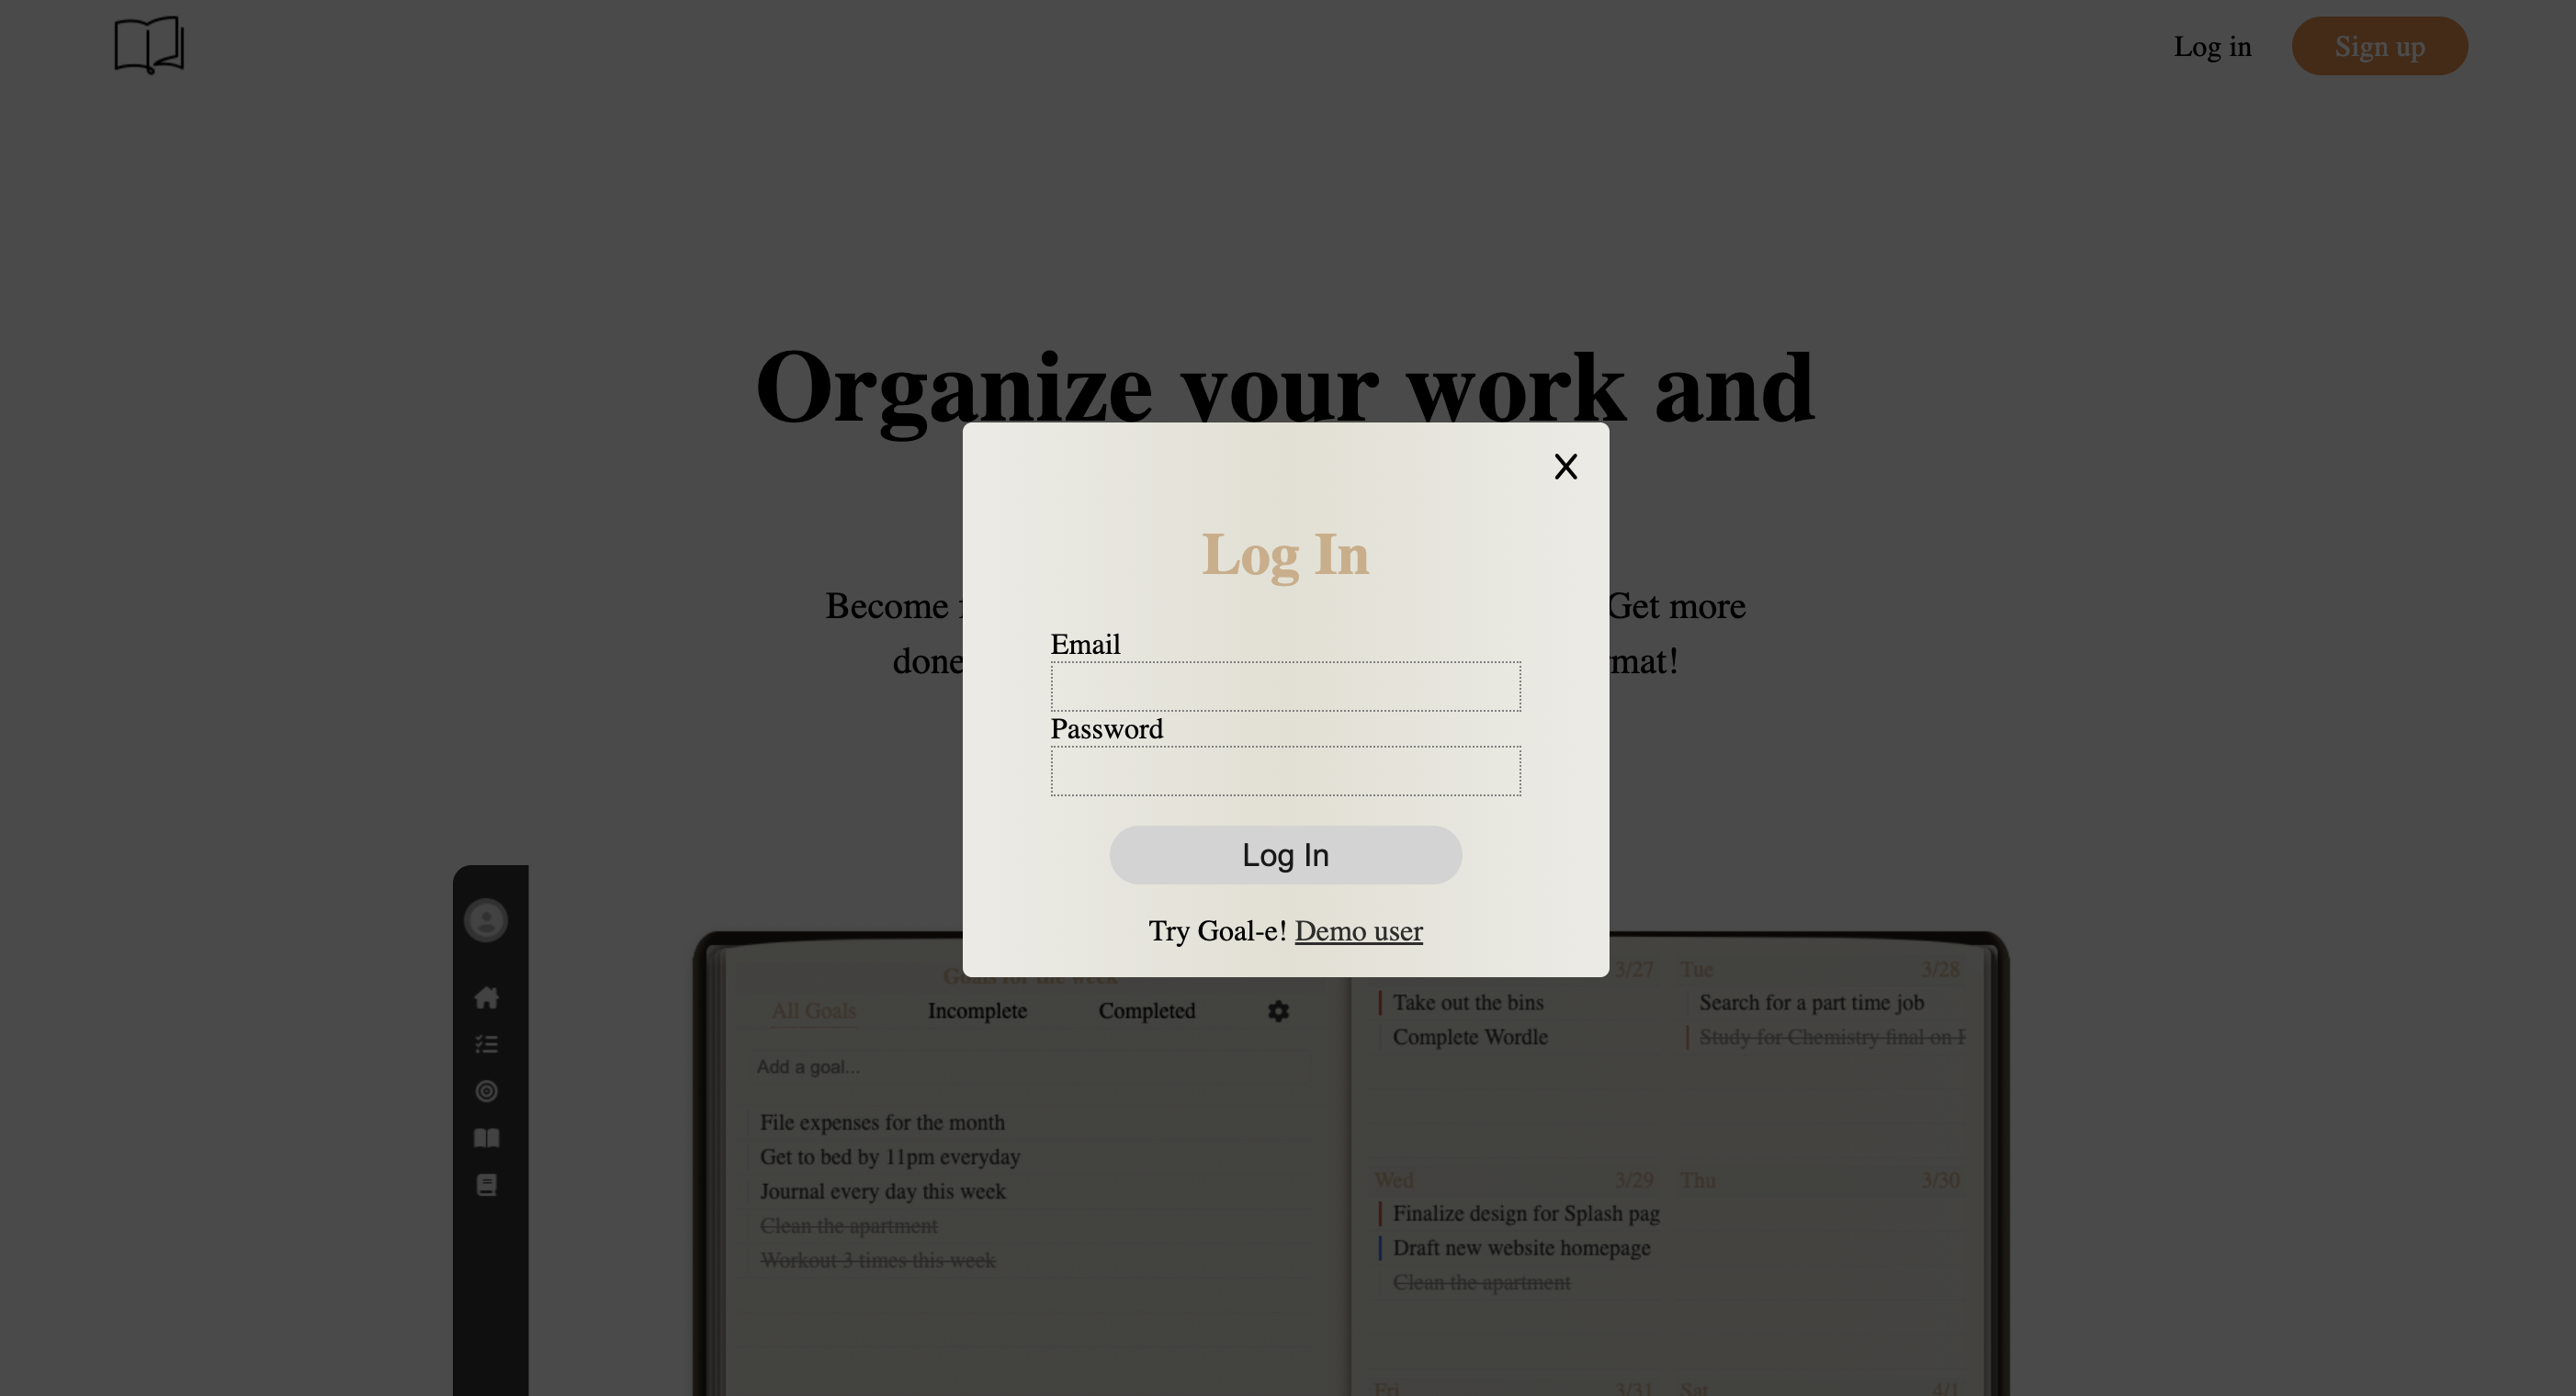 Log in
Sign up
Organize your work and
Become
Get more
done
mat!
Log In
Email
Password
Log In
Try Goal-e! Demo user
Goals for the week
All Goals
Incomplete
Completed
Add a goal...
File expenses for the month
Get to bed by 11pm everyday
Journal every day this week
Clean the apartment
Workout 3 times this week
3/27
Take out the bins
Complete Wordle
Tue 3/28
Search for a part time job
Study for Chemistry final on
Wed 3/29
Finalize design for Splash pag
Draft new website homepage
Clean the apartment
Thu 3/30
Fri 3/31
Sat 4/1